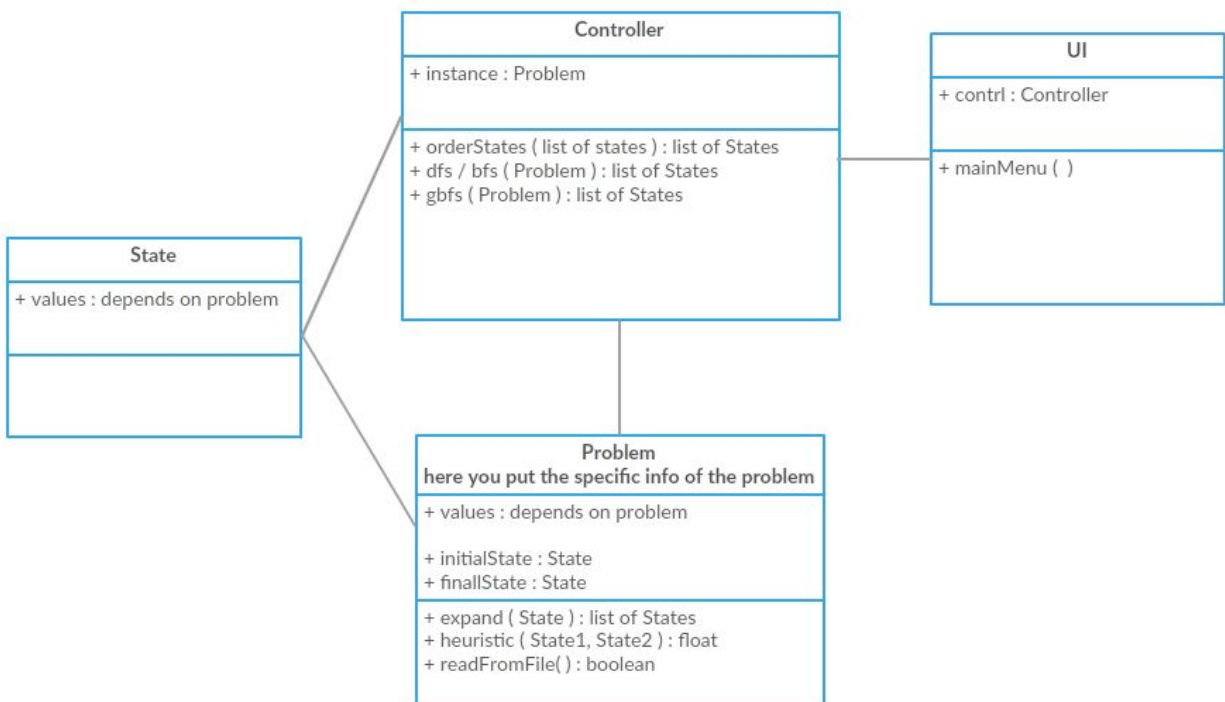 Controller
+ instance : Problem
+ orderStates ( list of states ) : list of States
+ dfs / bfs ( Problem ) : list of States
+ gbfs ( Problem ) : list of States
UI
+ contrl : Controller
+ mainMenu ( )
State
+ values : depends on problem
Problem
here you put the specific info of the problem
+ values : depends on problem
+ initialState : State
+ finallState : State
+ expand ( State ) : list of States
+ heuristic ( State1, State2 ) : float
+ readFromFile( ) : boolean